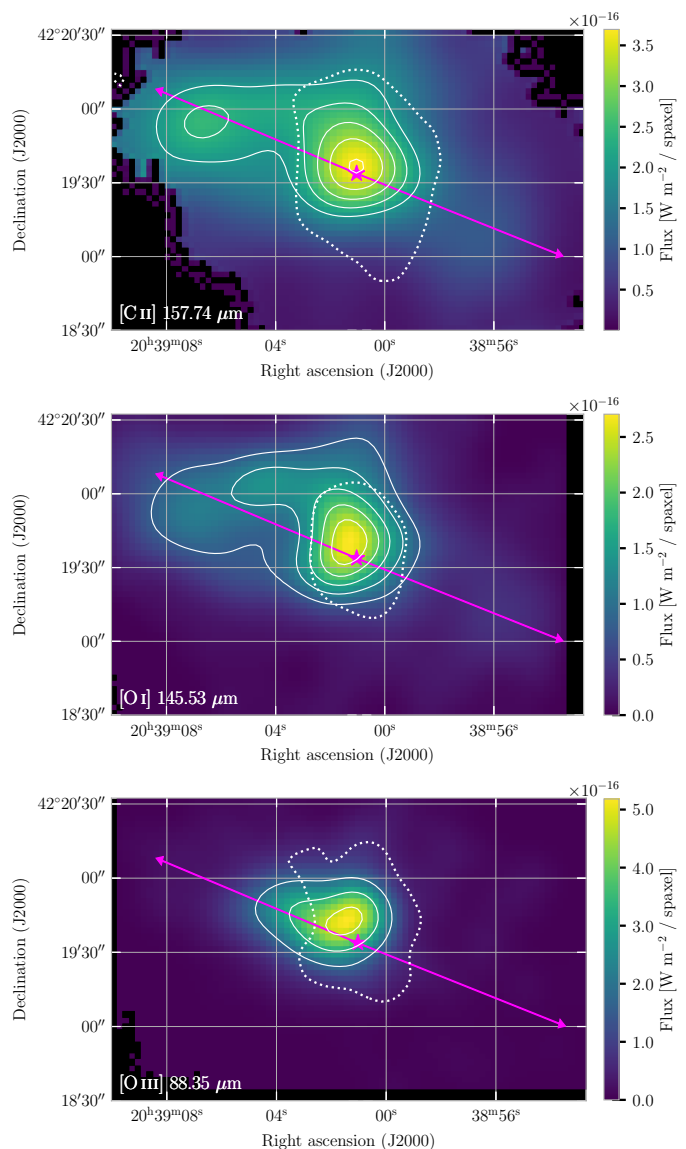 ×10⁻¹⁶
42°20′30″
00″
19′30″
00″
18′30″
Declination (J2000)
[C II] 157.74 μm
20ʰ39ᵐ08ˢ
04ˢ
00ˢ
38ᵐ56ˢ
Right ascension (J2000)
3.5
3.0
2.5
2.0
1.5
1.0
0.5
Flux [W m⁻² / spaxel]
×10⁻¹⁶
42°20′30″
00″
19′30″
00″
18′30″
Declination (J2000)
[O I] 145.53 μm
20ʰ39ᵐ08ˢ
04ˢ
00ˢ
38ᵐ56ˢ
Right ascension (J2000)
2.5
2.0
1.5
1.0
0.5
0.0
Flux [W m⁻² / spaxel]
×10⁻¹⁶
42°20′30″
00″
19′30″
00″
18′30″
Declination (J2000)
[O III] 88.35 μm
20ʰ39ᵐ08ˢ
04ˢ
00ˢ
38ᵐ56ˢ
Right ascension (J2000)
5.0
4.0
3.0
2.0
1.0
0.0
Flux [W m⁻² / spaxel]